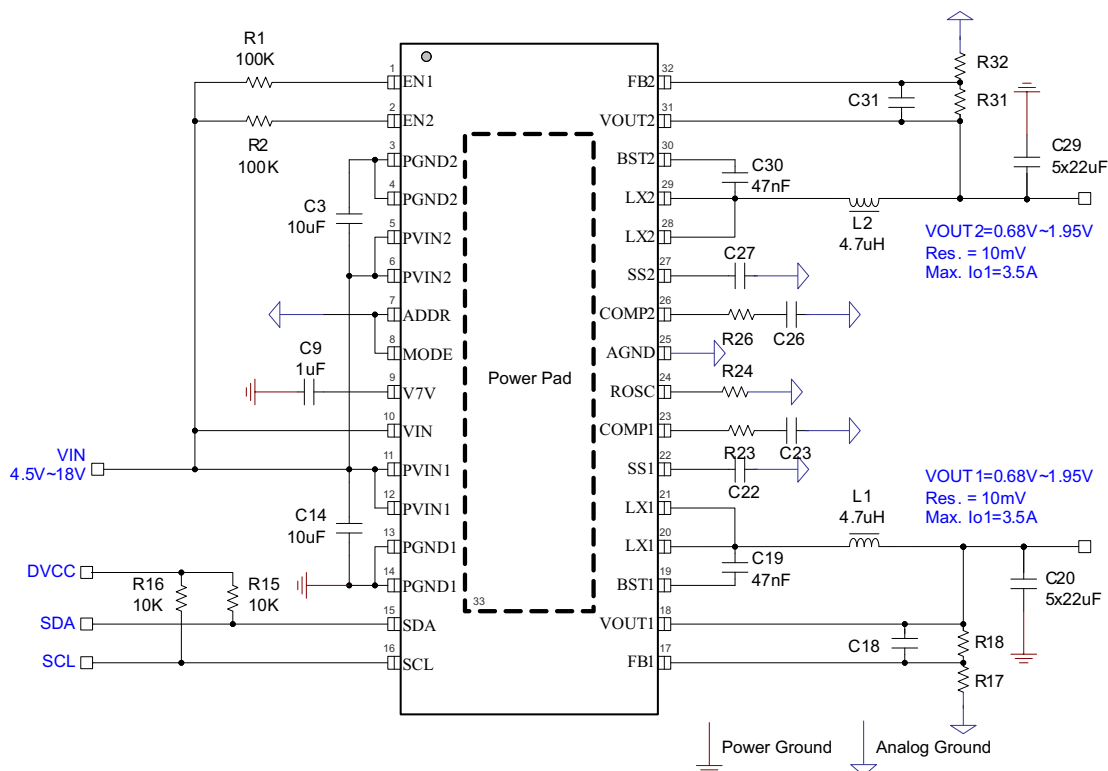 R1
100K
R2
100K
C3
10uF
C9
1uF
VIN
4.5V~18V
C14
10uF
DVCC
R16
10K
R15
10K
SDA
SCL
1
EN1
2
EN2
3
PGND2
4
PGND2
5
PVIN2
6
PVIN2
7
ADDR
8
MODE
9
V7V
10
VIN
11
PVIN1
12
PVIN1
13
PGND1
14
PGND1
15
SDA
16
SCL
Power Pad
33
32
FB2
31
VOUT2
30
BST2
29
LX2
28
LX2
27
SS2
26
COMP2
25
AGND
24
ROSC
23
COMP1
22
SS1
21
LX1
20
LX1
19
BST1
18
VOUT1
17
FB1
R32
R31
C31
C29
5x22uF
C30
47nF
L2
4.7uH
VOUT2=0.68V~1.95V
Res. = 10mV
Max. Io1=3.5A
C27
R26
C26
R24
R23
C23
C22
VOUT1=0.68V~1.95V
Res. = 10mV
Max. Io1=3.5A
L1
4.7uH
C19
47nF
C20
5x22uF
C18
R18
R17
Power Ground
Analog Ground